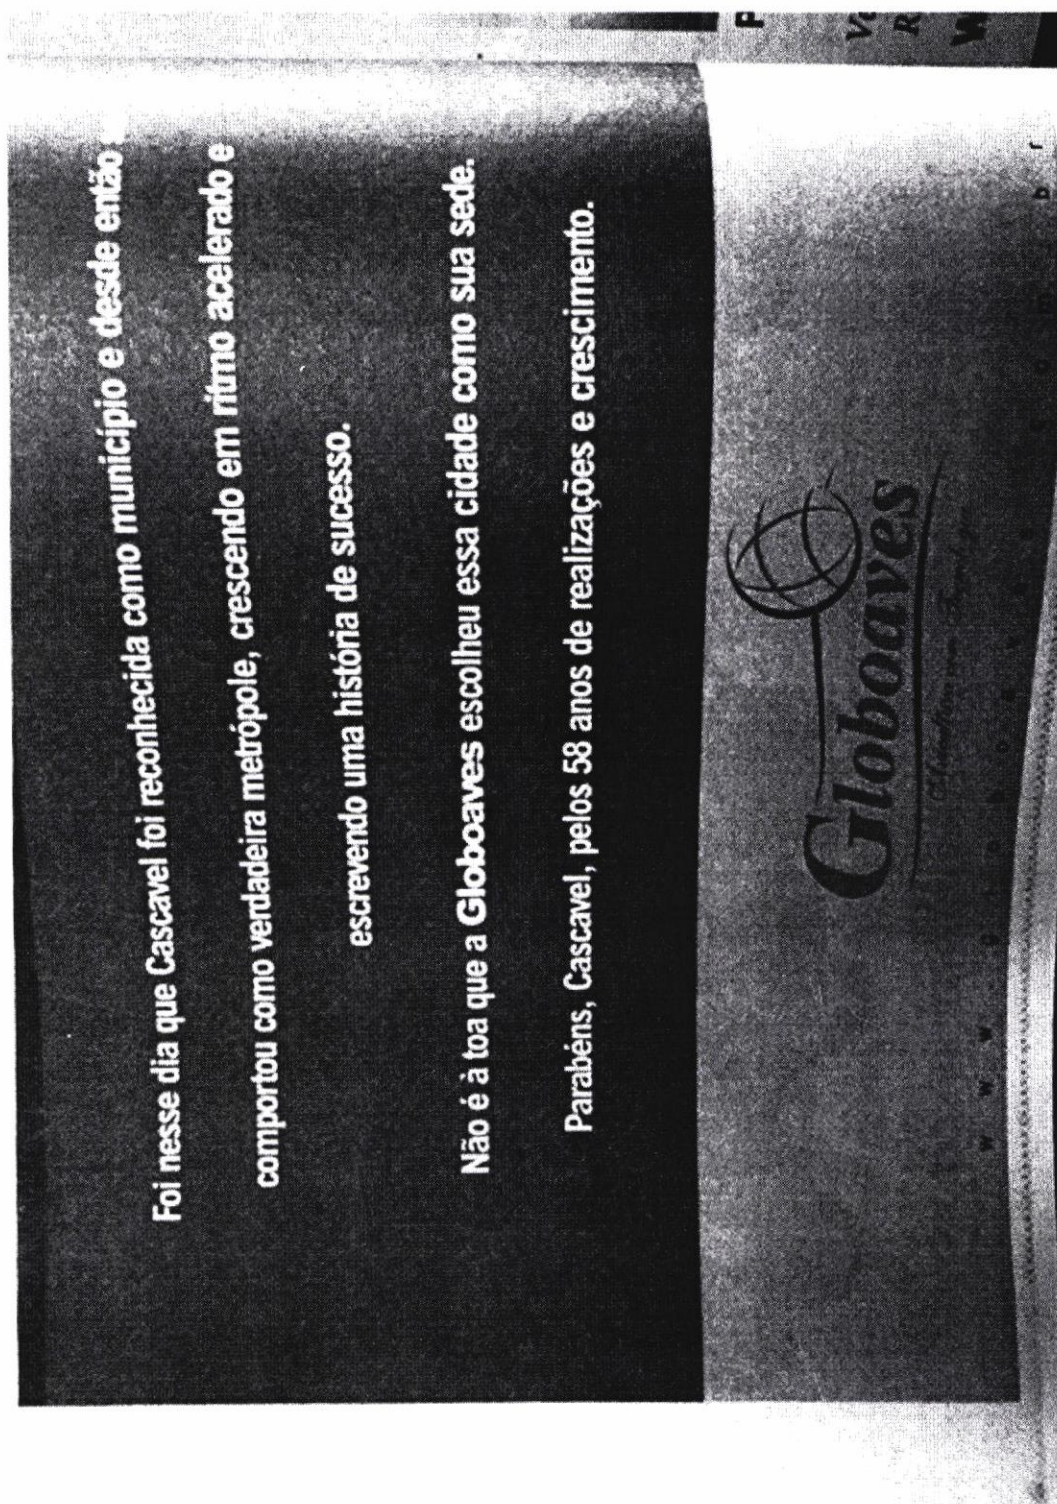 Foi nesse dia que Cascavel foi reconhecida como município e desde então
comportou como verdadeira metrópole, crescendo em rítmo acelerado e
escrevendo uma história de sucesso.
Não é à toa que a Globoaves escolheu essa cidade como sua sede.
Parabéns, Cascavel, pelos 58 anos de realizações e crescimento.
Globoaves